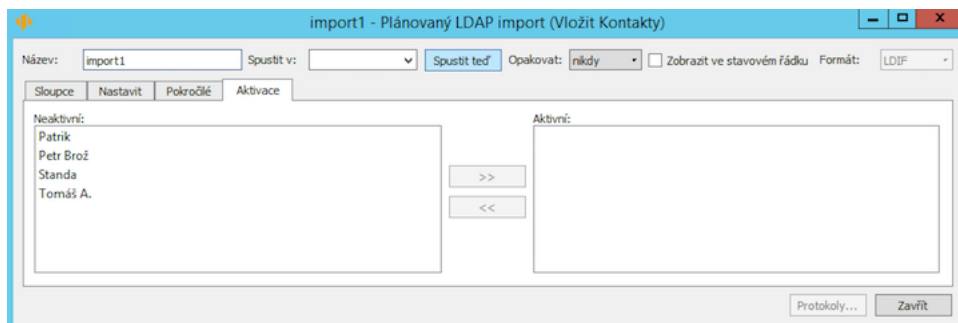 import1 - Plánovaný LDAP import (Vložit Kontakty)
Název: import1 Spustit v: Spustit teď Opakovat: nikdy Zobrazit ve stavovém řádku Formát: LDIF
Sloupce Nastavit Pokročilé Aktivace
Neaktivní: Aktivní:
Patrik
Petr Brož
Standa
Tomáš A.
>>
<<
Protokoly... Zavřít